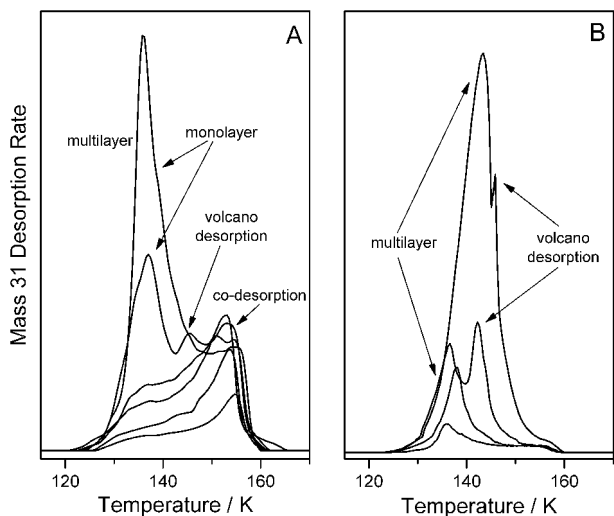 A
B
monolayer
multilayer
volcano
desorption
co-desorption
multilayer
volcano
desorption
Mass 31 Desorption Rate
120 140 160
120 140 160
Temperature / K
Temperature / K